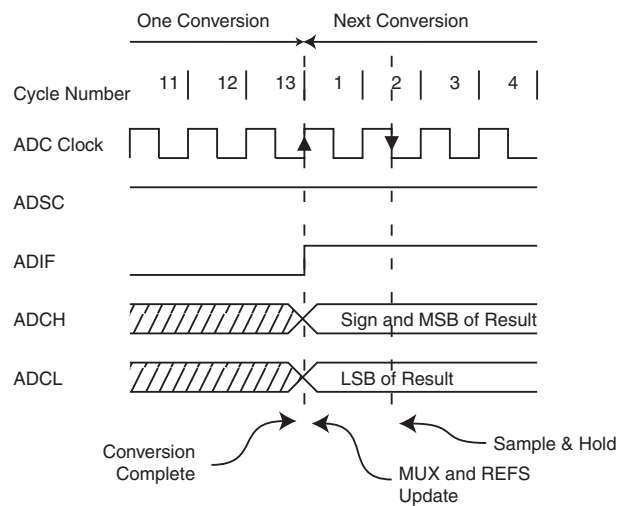 One Conversion Next Conversion
Cycle Number 11 12 13 1 2 3 4
ADC Clock
ADSC
ADIF
ADCH Sign and MSB of Result
ADCL LSB of Result
Conversion
Complete
MUX and REFS
Update
Sample & Hold